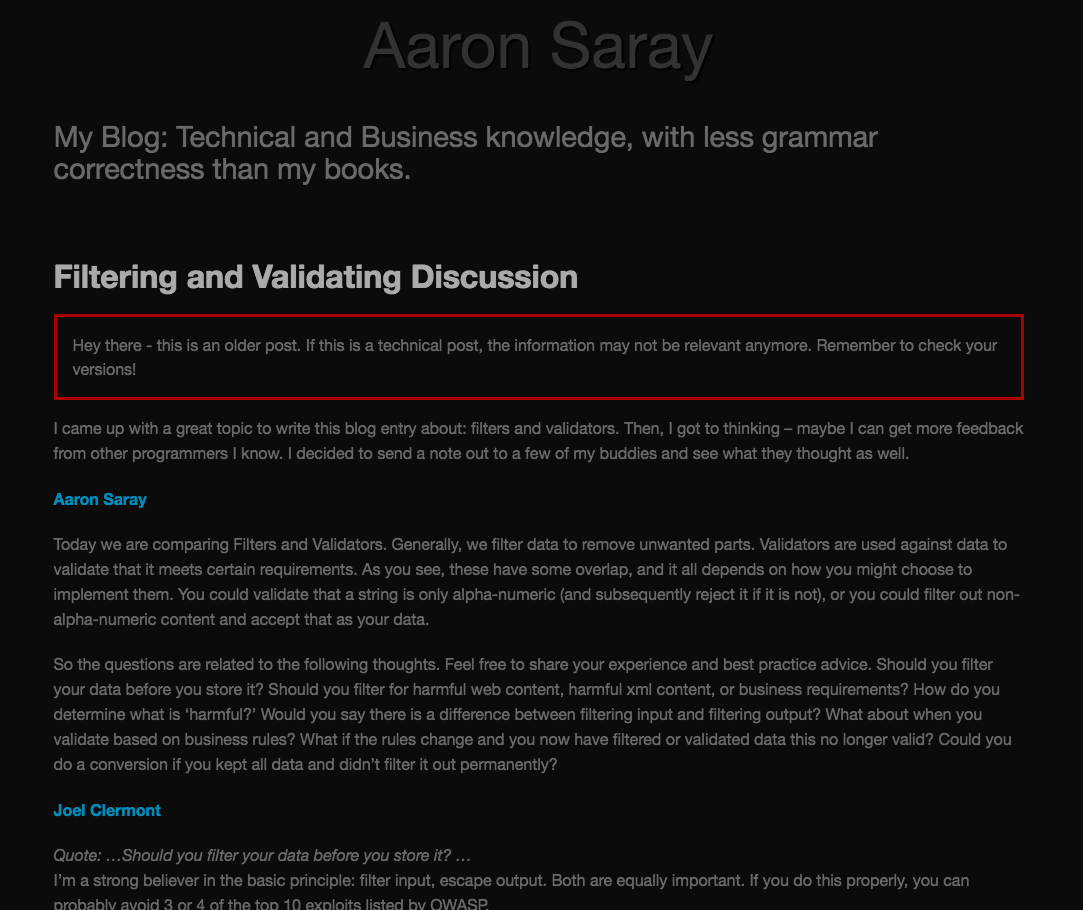 Aaron Saray
My Blog: Technical and Business knowledge, with less grammar
correctness than my books.
Filtering and Validating Discussion
Hey there - this is an older post. If this is a technical post, the information may not be relevant anymore. Remember to check your
versions!
I came up with a great topic to write this blog entry about: filters and validators. Then, I got to thinking – maybe I can get more feedback
from other programmers I know. I decided to send a note out to a few of my buddies and see what they thought as well.
Aaron Saray
Today we are comparing Filters and Validators. Generally, we filter data to remove unwanted parts. Validators are used against data to
validate that it meets certain requirements. As you see, these have some overlap, and it all depends on how you might choose to
implement them. You could validate that a string is only alpha-numeric (and subsequently reject it if it is not), or you could filter out non-
alpha-numeric content and accept that as your data.
So the questions are related to the following thoughts. Feel free to share your experience and best practice advice. Should you filter
your data before you store it? Should you filter for harmful web content, harmful xml content, or business requirements? How do you
determine what is ‘harmful?’ Would you say there is a difference between filtering input and filtering output? What about when you
validate based on business rules? What if the rules change and you now have filtered or validated data this no longer valid? Could you
do a conversion if you kept all data and didn’t filter it out permanently?
Joel Clermont
Quote: …Should you filter your data before you store it? …
I’m a strong believer in the basic principle: filter input, escape output. Both are equally important. If you do this properly, you can
probably avoid 3 or 4 of the top 10 exploits listed by OWASP.